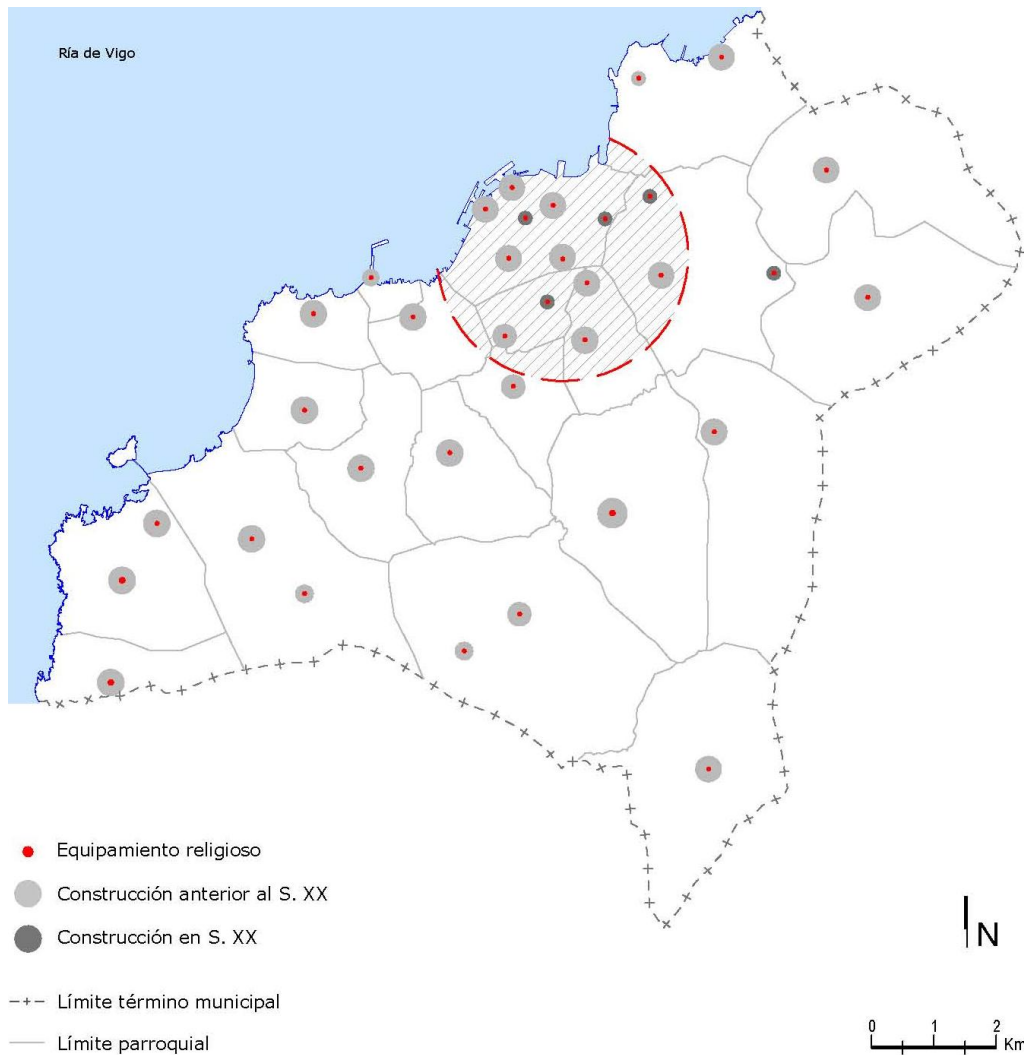 Ría de Vigo
Equipamiento religioso
Construcción anterior al S. XX
Construcción en S. XX
N
Límite término municipal
Límite parroquial
0 1 2
Km